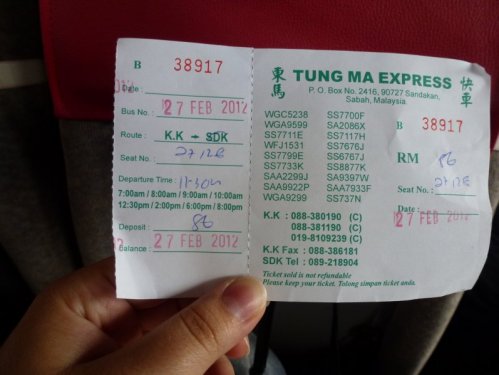 B 38917
Date :
Bus No. : 27 FEB 2012
Route : K.K → SDK
Seat No. :
Departure Time :
7:00am / 8:00am / 9:00am / 10:00am
12:30pm / 2:00pm / 6:00pm / 8:00pm
Deposit : 86
27 FEB 2012
Balance :
東馬 TUNG MA EXPRESS 快車
P. O. Box No. 2416, 90727 Sandakan,
Sabah, Malaysia.
B 38917
WGC5238 SS7700F
WGA9599 SA2086X
SS7711E SS7117H
WFJ1531 SS7676J
SS7799E SS6767J
SS7733K SS8877K
SAA2299J SA9397W
SAA9922P SAA7933F
WGA9299 SS737N
RM 86
Seat No. :
Date :
27 FEB 2012
K.K : 088-380190 (C)
088-381190 (C)
019-8109239 (C)
K.K Fax : 088-386181
SDK Tel : 089-218904
Ticket sold is not refundable
Please keep your ticket. Tolong simpan ticket anda.